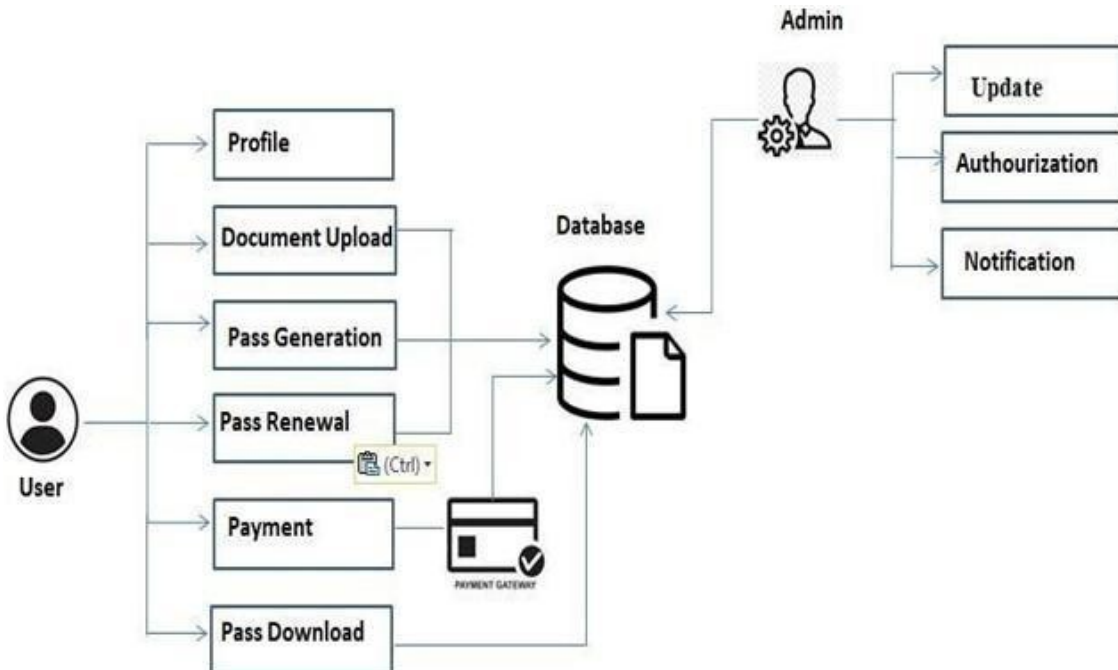 Admin
Update
Authourization
Notification
Profile
Document Upload
Pass Generation
Pass Renewal
(Ctrl)
Payment
Pass Download
User
Database
PAYMENT GATEWAY